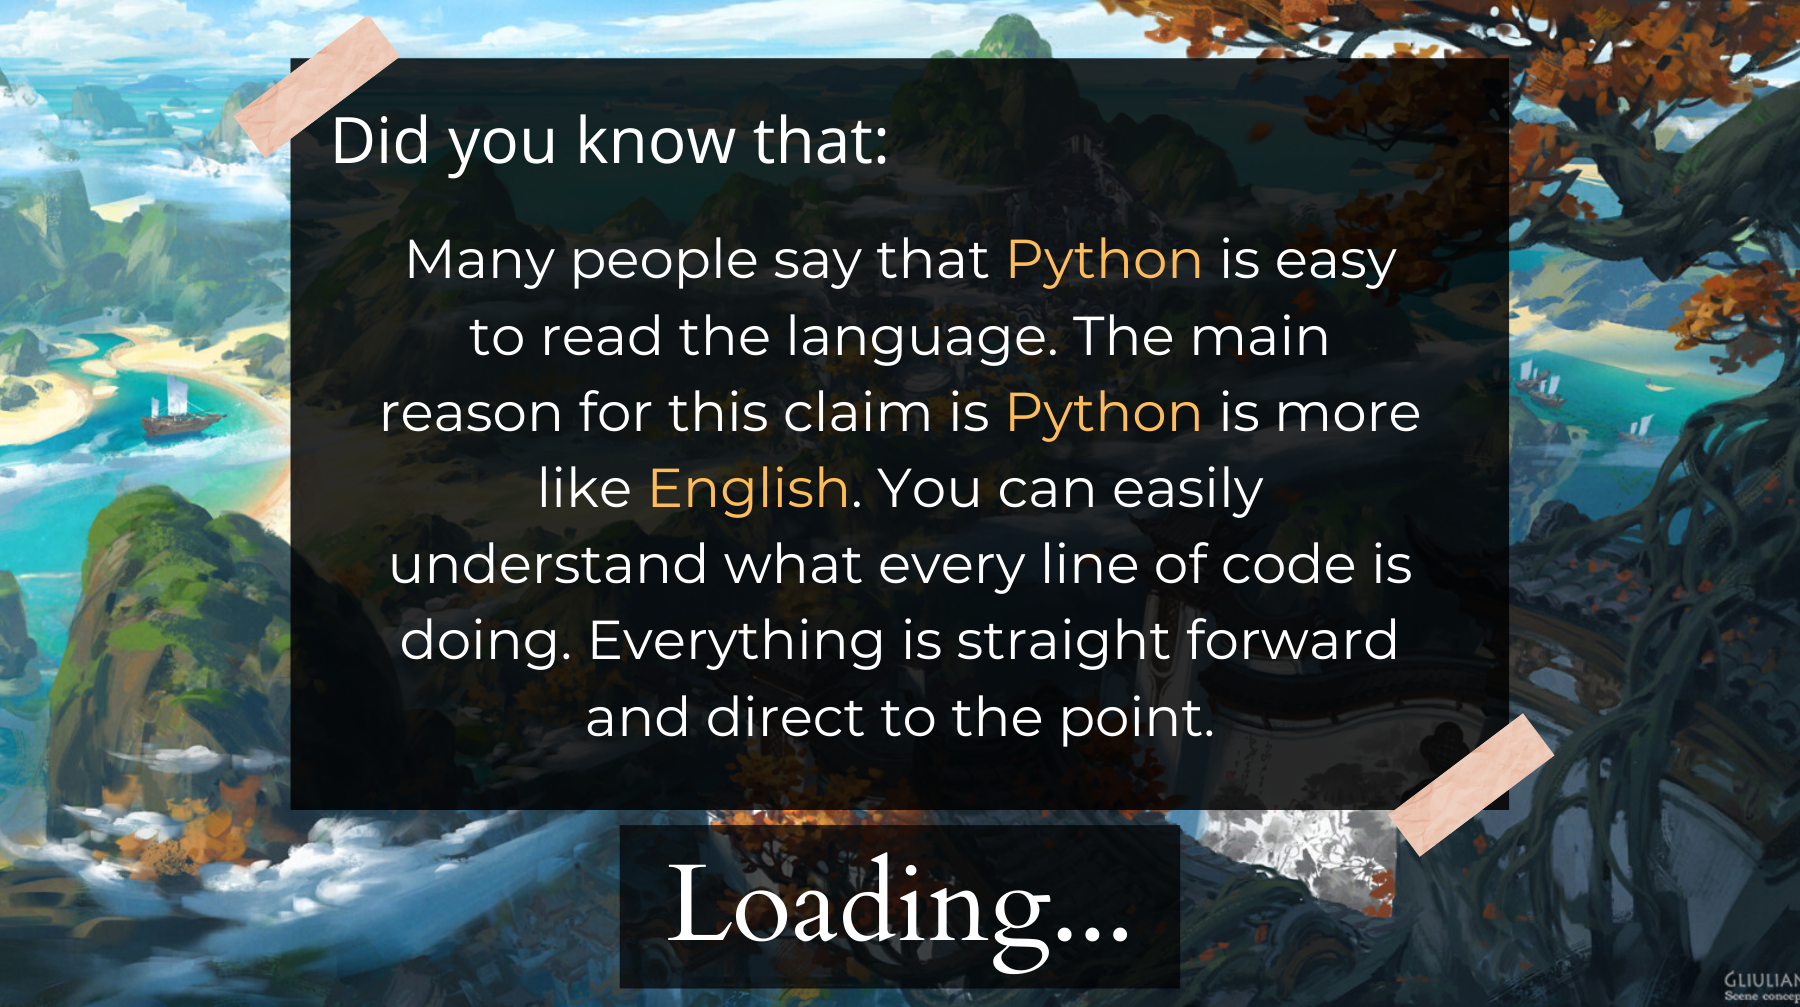 Did you know that:
Many people say that Python is easy
to read the language. The main
reason for this claim is Python is more
like English. You can easily
understand what every line of code is
doing. Everything is straight forward
and direct to the point.
Loading...
GLIULIAN
Scene concep